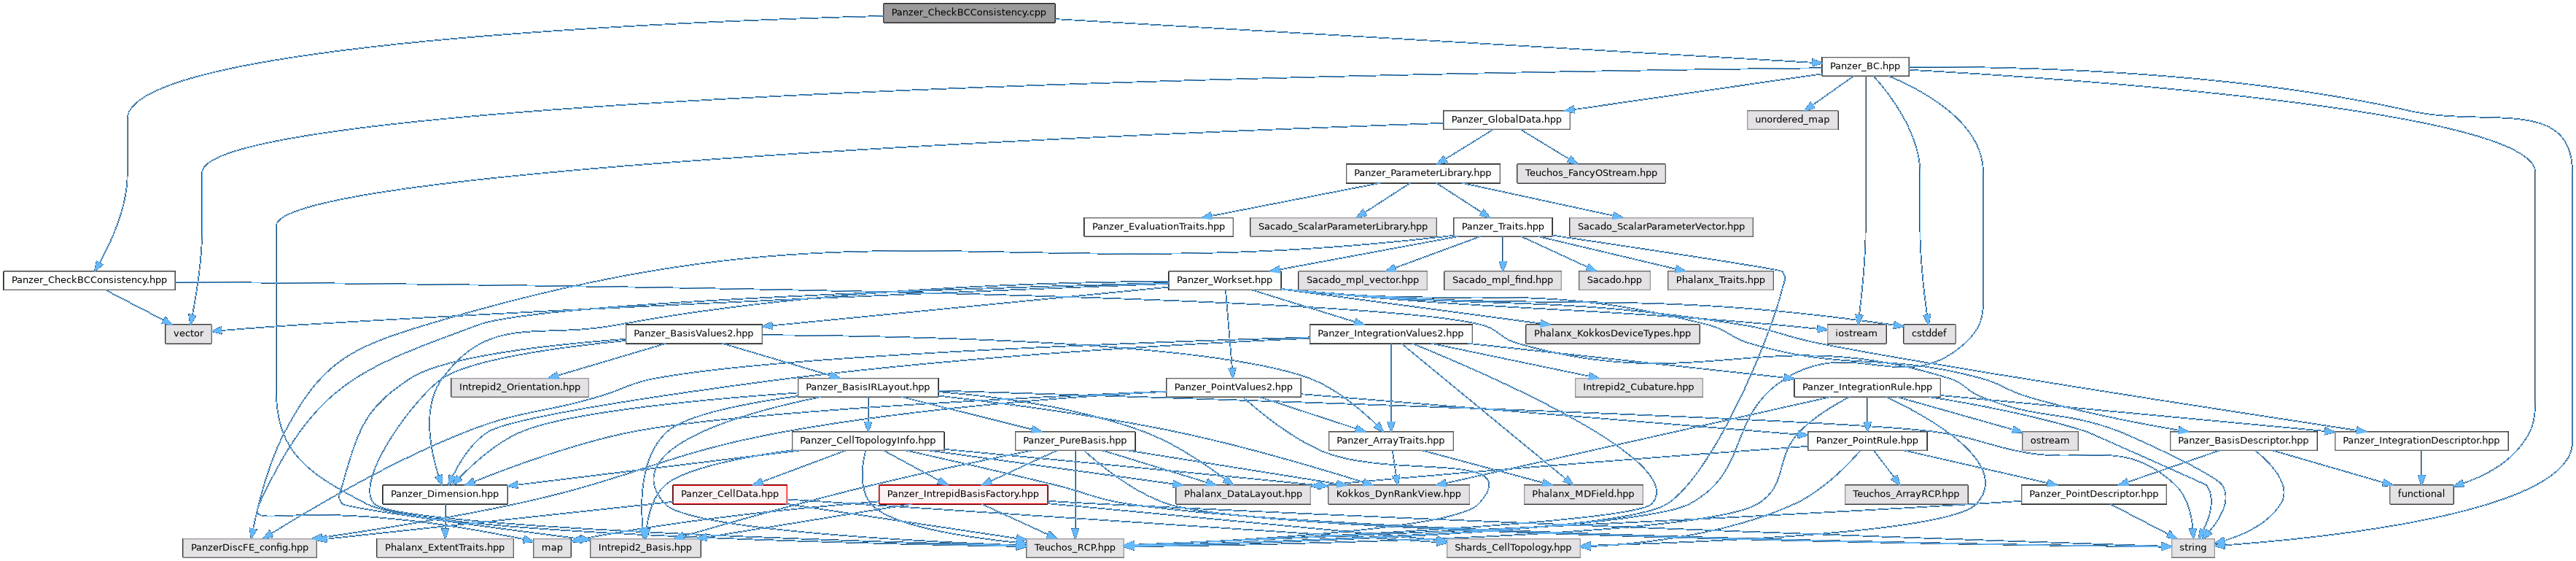 Panzer_CheckBCConsistency.cpp
Panzer_BC.hpp
Panzer_GlobalData.hpp
unordered_map
Panzer_ParameterLibrary.hpp
Teuchos_FancyOStream.hpp
Panzer_EvaluationTraits.hpp
Sacado_ScalarParameterLibrary.hpp
Panzer_Traits.hpp
Sacado_ScalarParameterVector.hpp
Panzer_CheckBCConsistency.hpp
Panzer_Workset.hpp
Sacado_mpl_vector.hpp
Sacado_mpl_find.hpp
Sacado.hpp
Phalanx_Traits.hpp
vector
Panzer_BasisValues2.hpp
Panzer_IntegrationValues2.hpp
Phalanx_KokkosDeviceTypes.hpp
iostream
cstddef
Intrepid2_Orientation.hpp
Panzer_BasisIRLayout.hpp
Panzer_PointValues2.hpp
Intrepid2_Cubature.hpp
Panzer_IntegrationRule.hpp
Panzer_CellTopologyInfo.hpp
Panzer_PureBasis.hpp
Panzer_ArrayTraits.hpp
Panzer_PointRule.hpp
ostream
Panzer_BasisDescriptor.hpp
Panzer_IntegrationDescriptor.hpp
Panzer_Dimension.hpp
Panzer_CellData.hpp
Panzer_IntrepidBasisFactory.hpp
Phalanx_DataLayout.hpp
Kokkos_DynRankView.hpp
Phalanx_MDField.hpp
Teuchos_ArrayRCP.hpp
Panzer_PointDescriptor.hpp
functional
PanzerDiscFE_config.hpp
Phalanx_ExtentTraits.hpp
map
Intrepid2_Basis.hpp
Teuchos_RCP.hpp
Shards_CellTopology.hpp
string